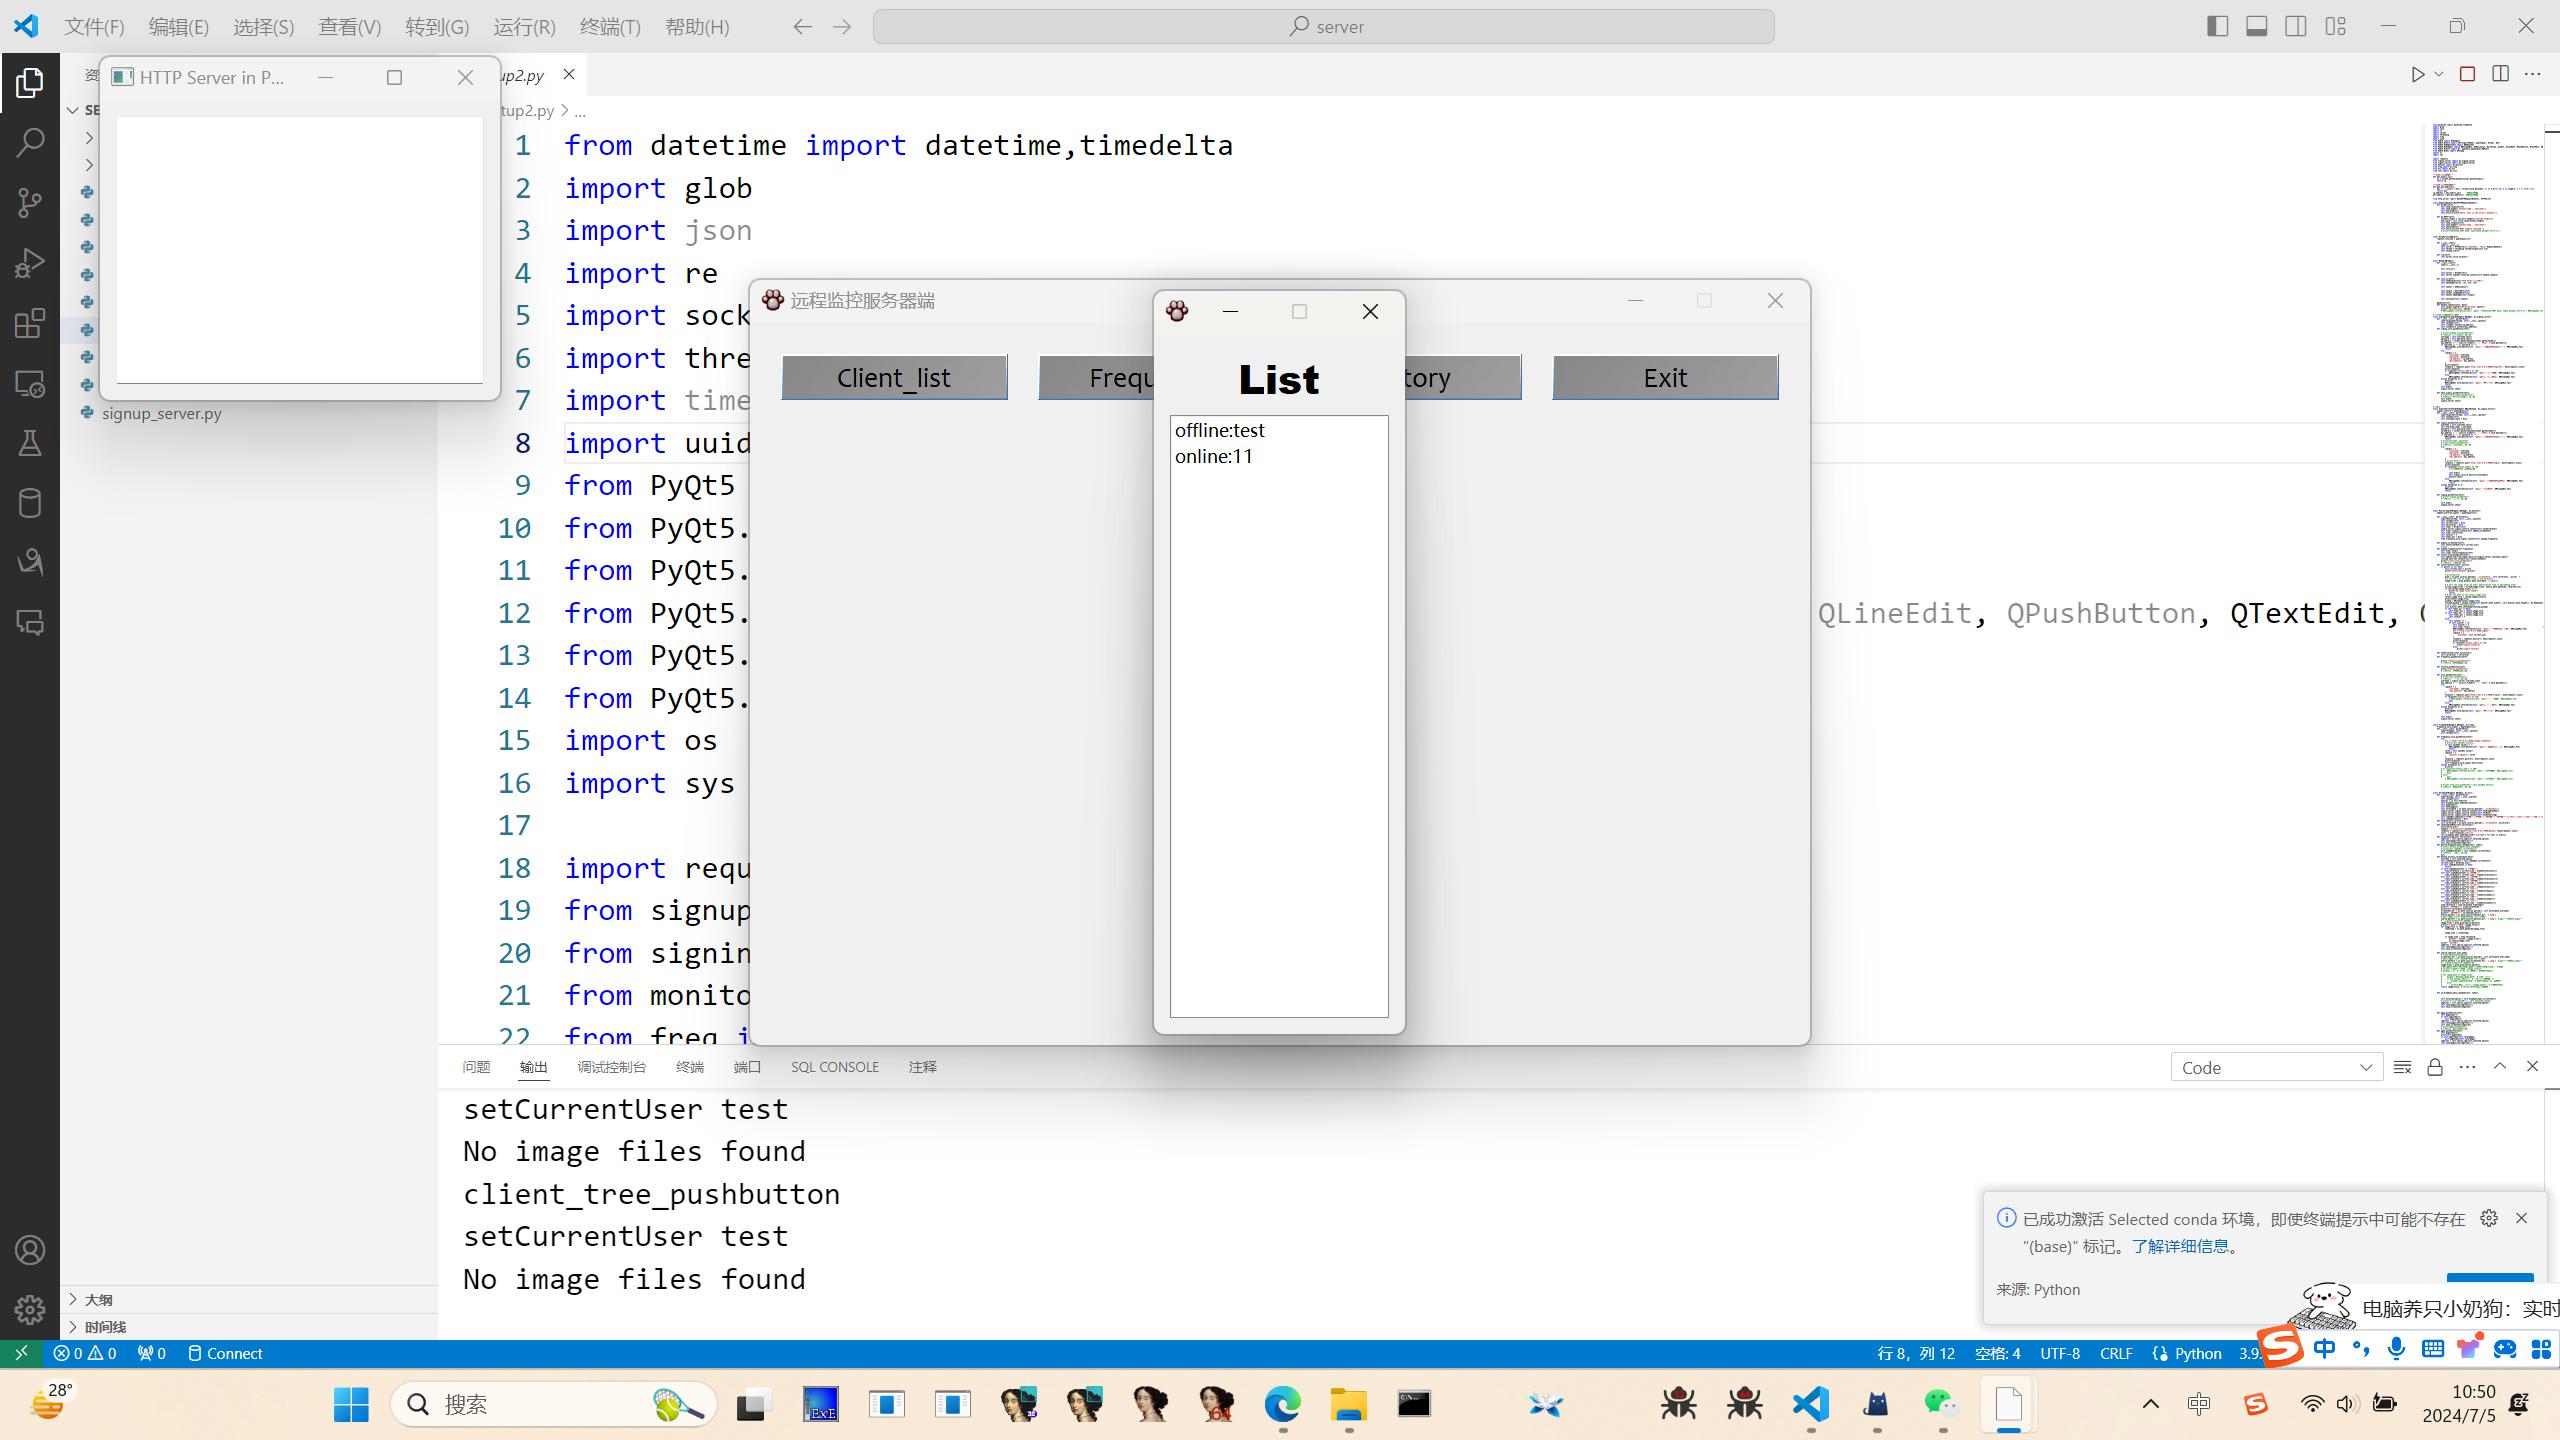 文件(F) 编辑(E) 选择(S) 查看(V) 转到(G) 运行(R) 终端(T) 帮助(H)
server
HTTP Server in P...
资
up2.py
SE
tup2.py > ...
signup_server.py
1 from datetime import datetime,timedelta
2 import glob
3 import json
4 import re
5 import sock
6 import thre
7 import time
8 import uuid
9 from PyQt5
10 from PyQt5.
11 from PyQt5.
12 from PyQt5.
QLineEdit, QPushButton, QTextEdit,
13 from PyQt5.
14 from PyQt5.
15 import os
16 import sys
17
18 import requ
19 from signup
20 from signin
21 from monito
22 from freq i
远程监控服务器端
Client_list
Frequ
tory
Exit
List
offline:test
online:11
问题 输出 调试控制台 终端 端口 SQL CONSOLE 注释
Code
setCurrentUser test
No image files found
client_tree_pushbutton
setCurrentUser test
No image files found
已成功激活 Selected conda 环境，即使终端提示中可能不存在
"(base)" 标记。了解详细信息。
来源: Python
电脑养只小奶狗：实时
大纲
时间线
0 0 0 Connect
行 8，列 12 空格: 4 UTF-8 CRLF Python 3.9.
中
28°
搜索
ExE
64
中
10:50
2024/7/5